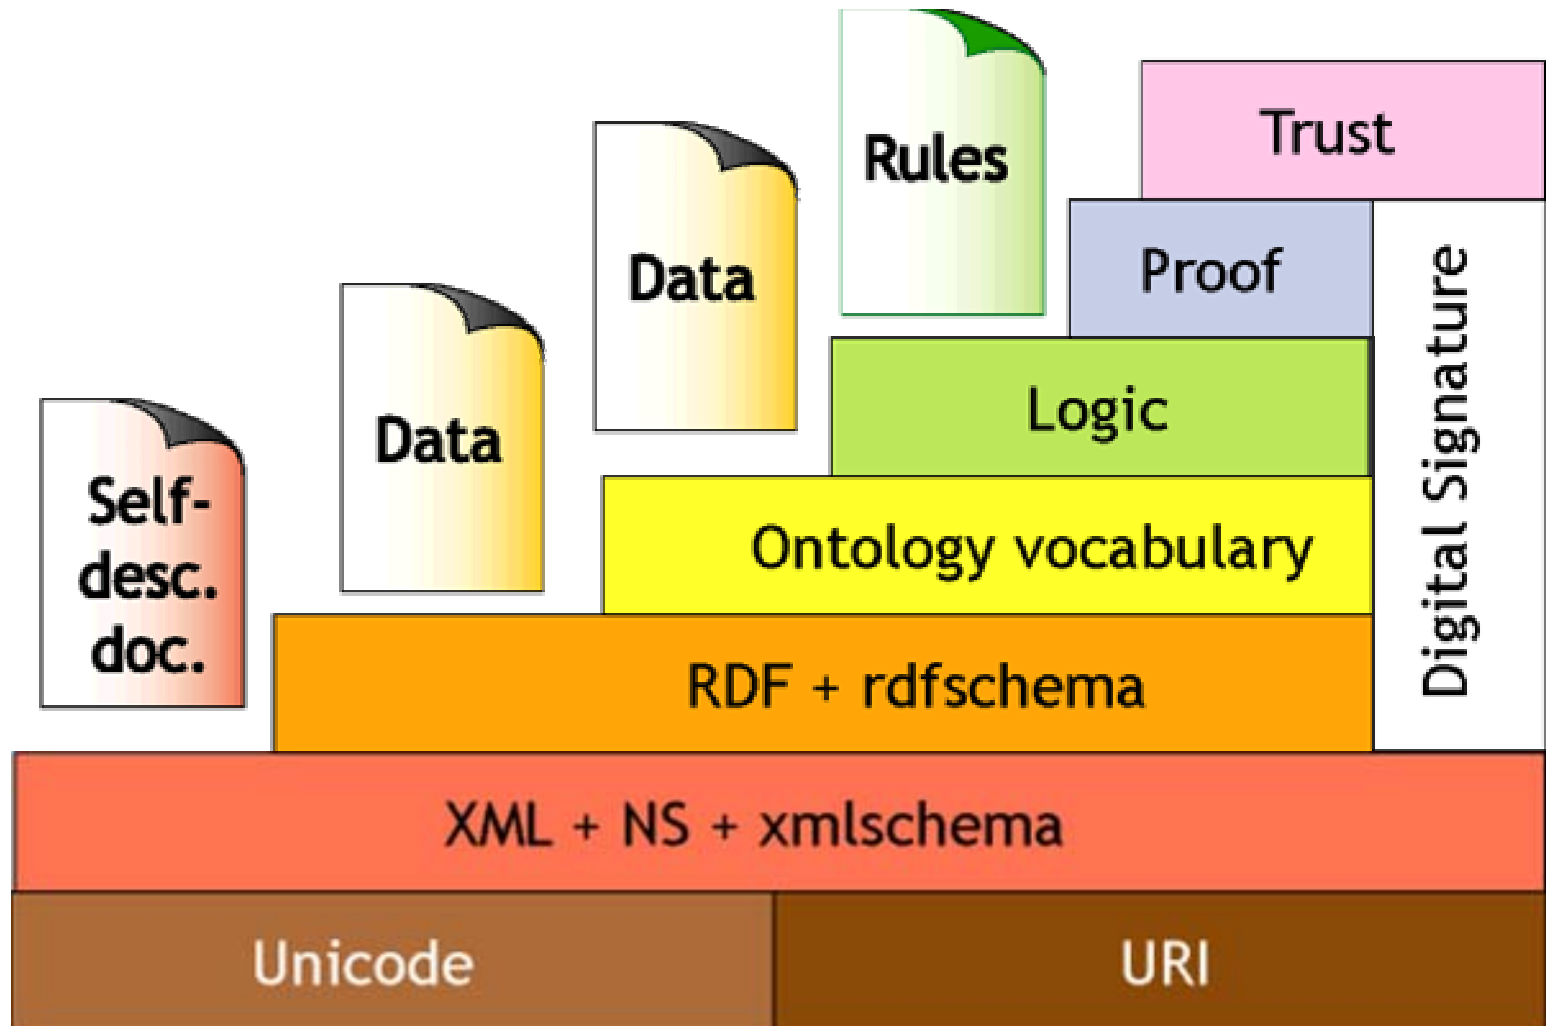 Rules
Trust
Data
Proof
Digital Signature
Data
Logic
Self-
desc.
doc.
Ontology vocabulary
RDF + rdfschema
XML + NS + xmlschema
Unicode
URI